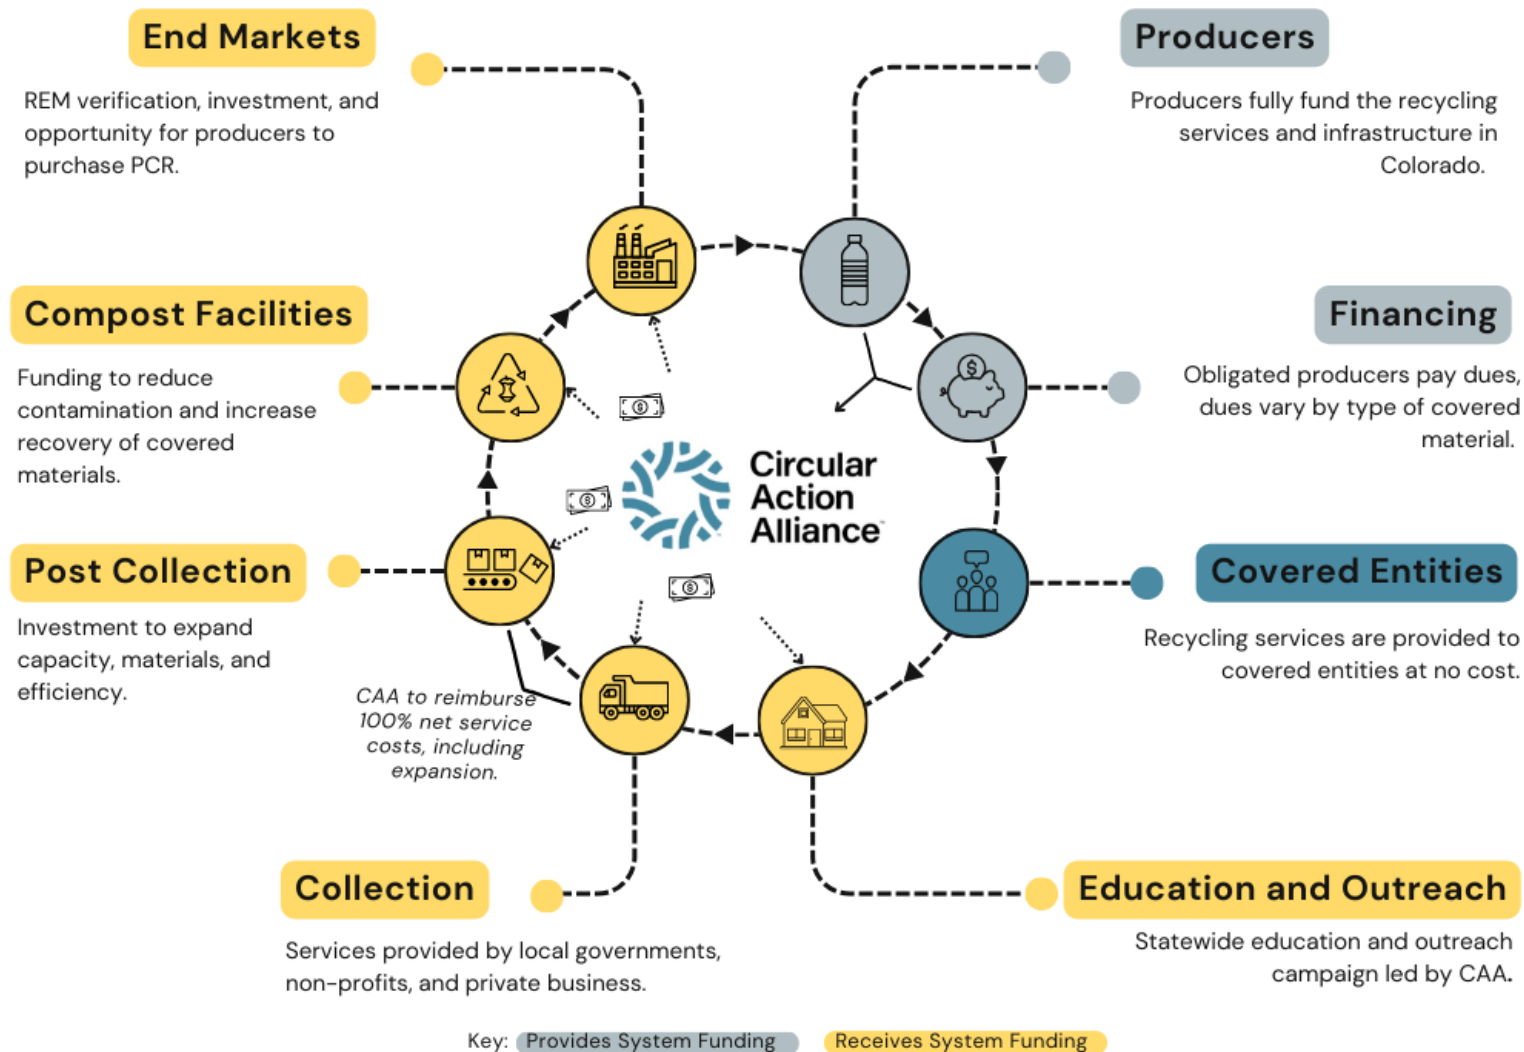 End Markets
REM verification, investment, and
opportunity for producers to
purchase PCR.
Producers
Producers fully fund the recycling
services and infrastructure in
Colorado.
Compost Facilities
Funding to reduce
contamination and increase
recovery of covered
materials.
Financing
Obligated producers pay dues,
dues vary by type of covered
material.
Circular
Action
Alliance™
Post Collection
Investment to expand
capacity, materials, and
efficiency.
Covered Entities
Recycling services are provided to
covered entities at no cost.
CAA to reimburse
100% net service
costs, including
expansion.
Collection
Services provided by local governments,
non-profits, and private business.
Education and Outreach
Statewide education and outreach
campaign led by CAA.
Key: Provides System Funding Receives System Funding